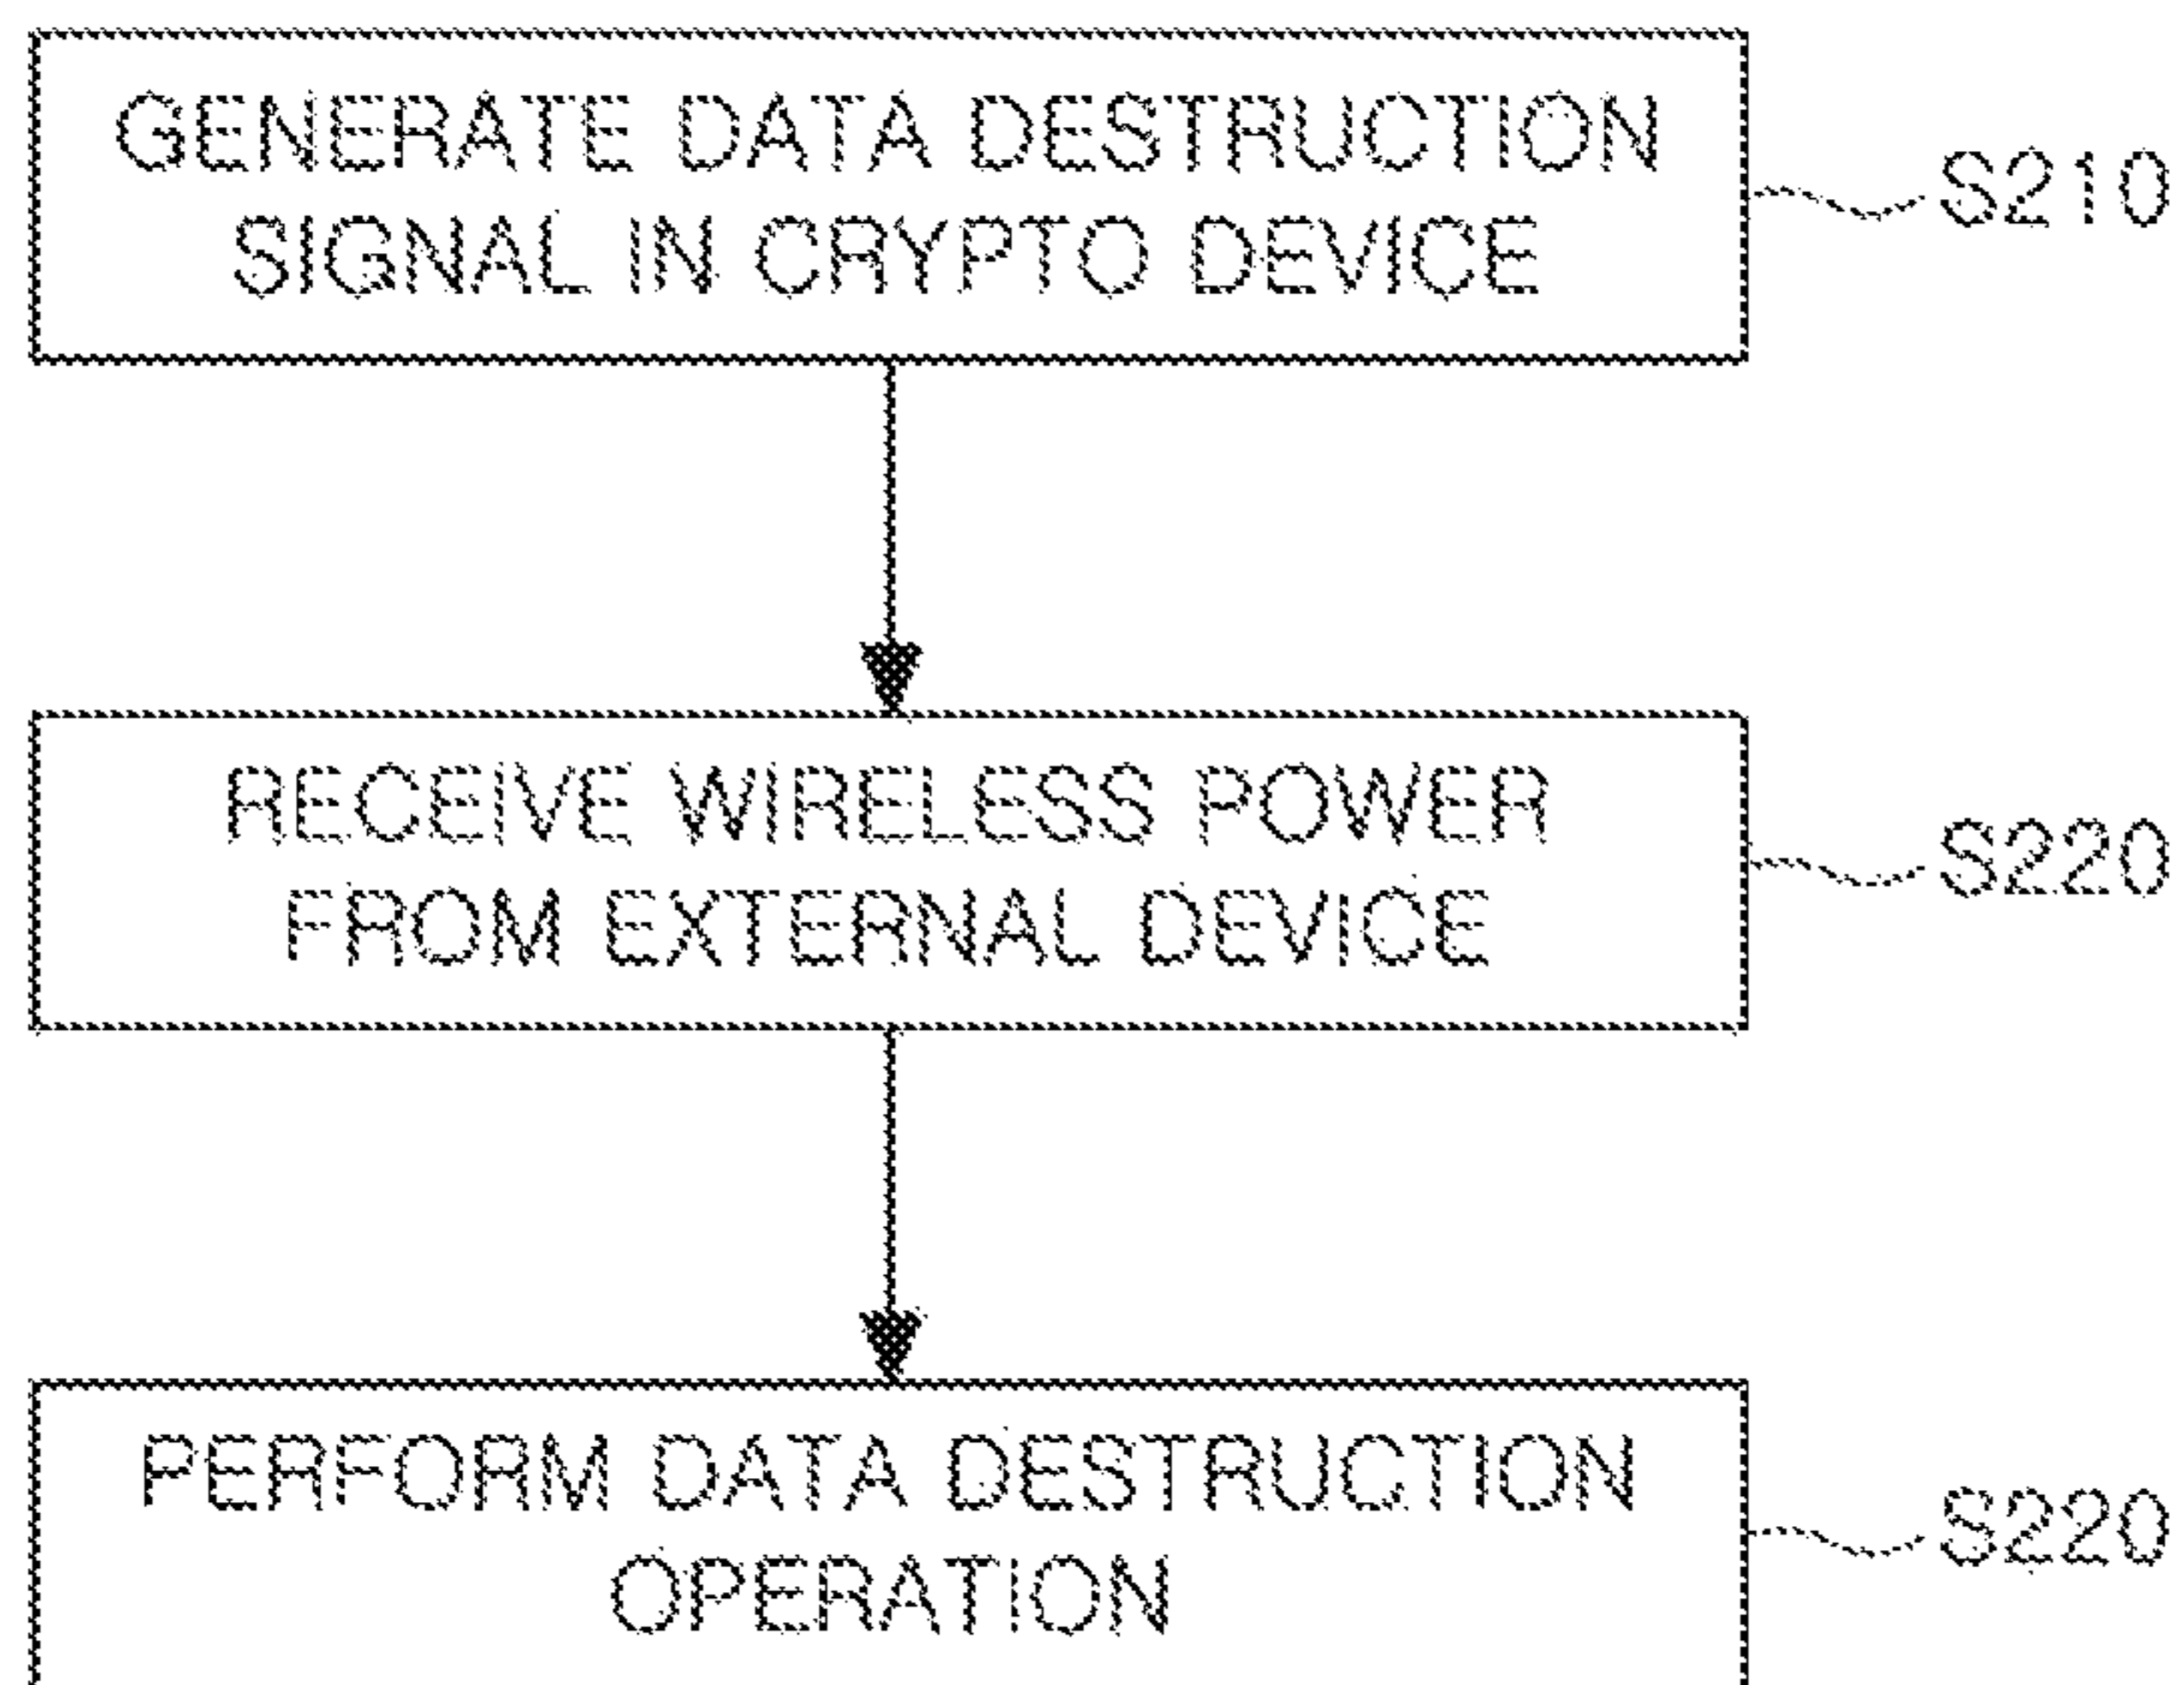 GENERATE DATA DESTRUCTION
SIGNAL IN CRYPTO DEVICE
S210
RECEIVE WIRELESS POWER
FROM EXTERNAL DEVICE
S220
PERFORM DATA DESTRUCTION
OPERATION
S220